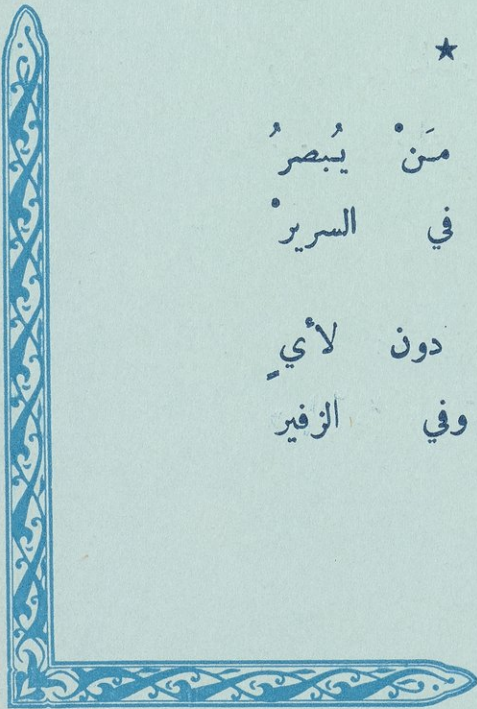 ★
مَنْ يُبصرُ
في السريرْ
دون لأيٍ
وفي الزفير